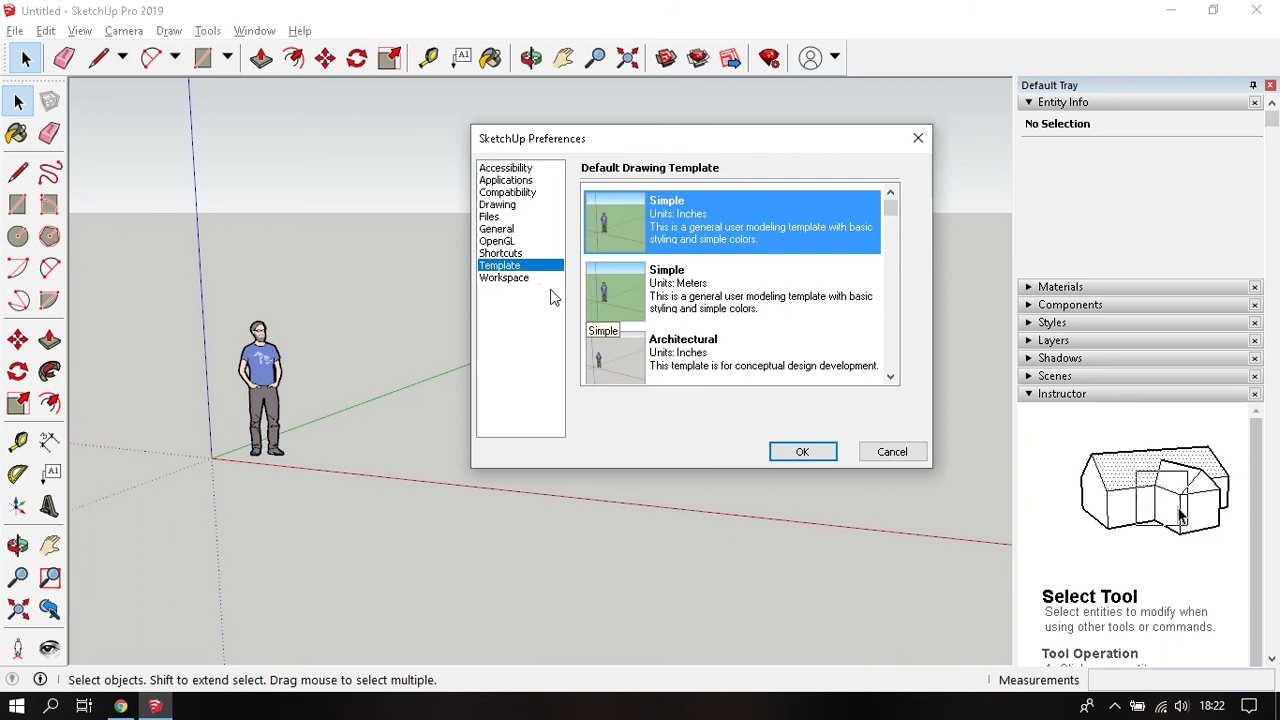 Untitled - SketchUp Pro 2019
File Edit View Camera Draw Tools Window Help
A1
Default Tray
Entity Info
No Selection
SketchUp Preferences
Accessibility
Applications
Compatibility
Drawing
Files
General
OpenGL
Shortcuts
Template
Workspace
Default Drawing Template
Simple
Units: Inches
This is a general user modeling template with basic
styling and simple colors.
Simple
Units: Meters
This is a general user modeling template with basic
styling and simple colors.
Simple
Architectural
Units: Inches
This template is for conceptual design development.
OK Cancel
Materials
Components
Styles
Layers
Shadows
Scenes
Instructor
A1
Select Tool
Select entities to modify when
using other tools or commands.
Tool Operation
Select objects. Shift to extend select. Drag mouse to select multiple.
Measurements
18:22